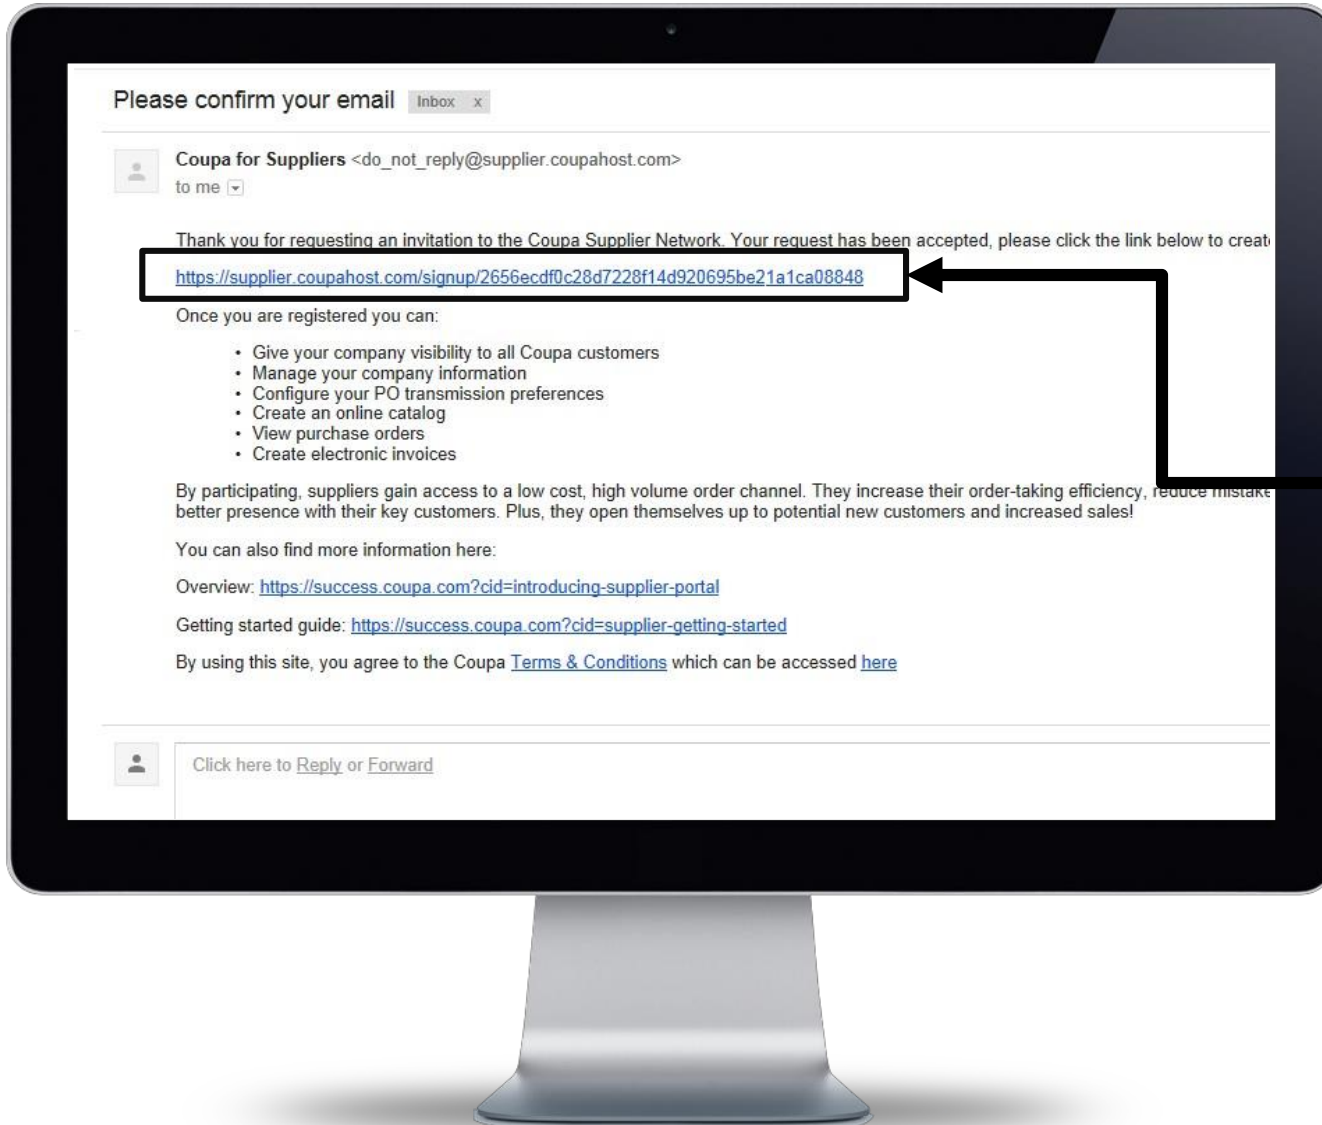 Please confirm your email Inbox x
Coupa for Suppliers <do_not_reply@supplier.coupahost.com>
to me
Thank you for requesting an invitation to the Coupa Supplier Network. Your request has been accepted, please click the link below to create
https://supplier.coupahost.com/signup/2656ecdf0c28d7228f14d920695be21a1ca08848
Once you are registered you can:
• Give your company visibility to all Coupa customers
• Manage your company information
• Configure your PO transmission preferences
• Create an online catalog
• View purchase orders
• Create electronic invoices
By participating, suppliers gain access to a low cost, high volume order channel. They increase their order-taking efficiency, reduce mistake
better presence with their key customers. Plus, they open themselves up to potential new customers and increased sales!
You can also find more information here:
Overview: https://success.coupa.com?cid=introducing-supplier-portal
Getting started guide: https://success.coupa.com?cid=supplier-getting-started
By using this site, you agree to the Coupa Terms & Conditions which can be accessed here
Click here to Reply or Forward